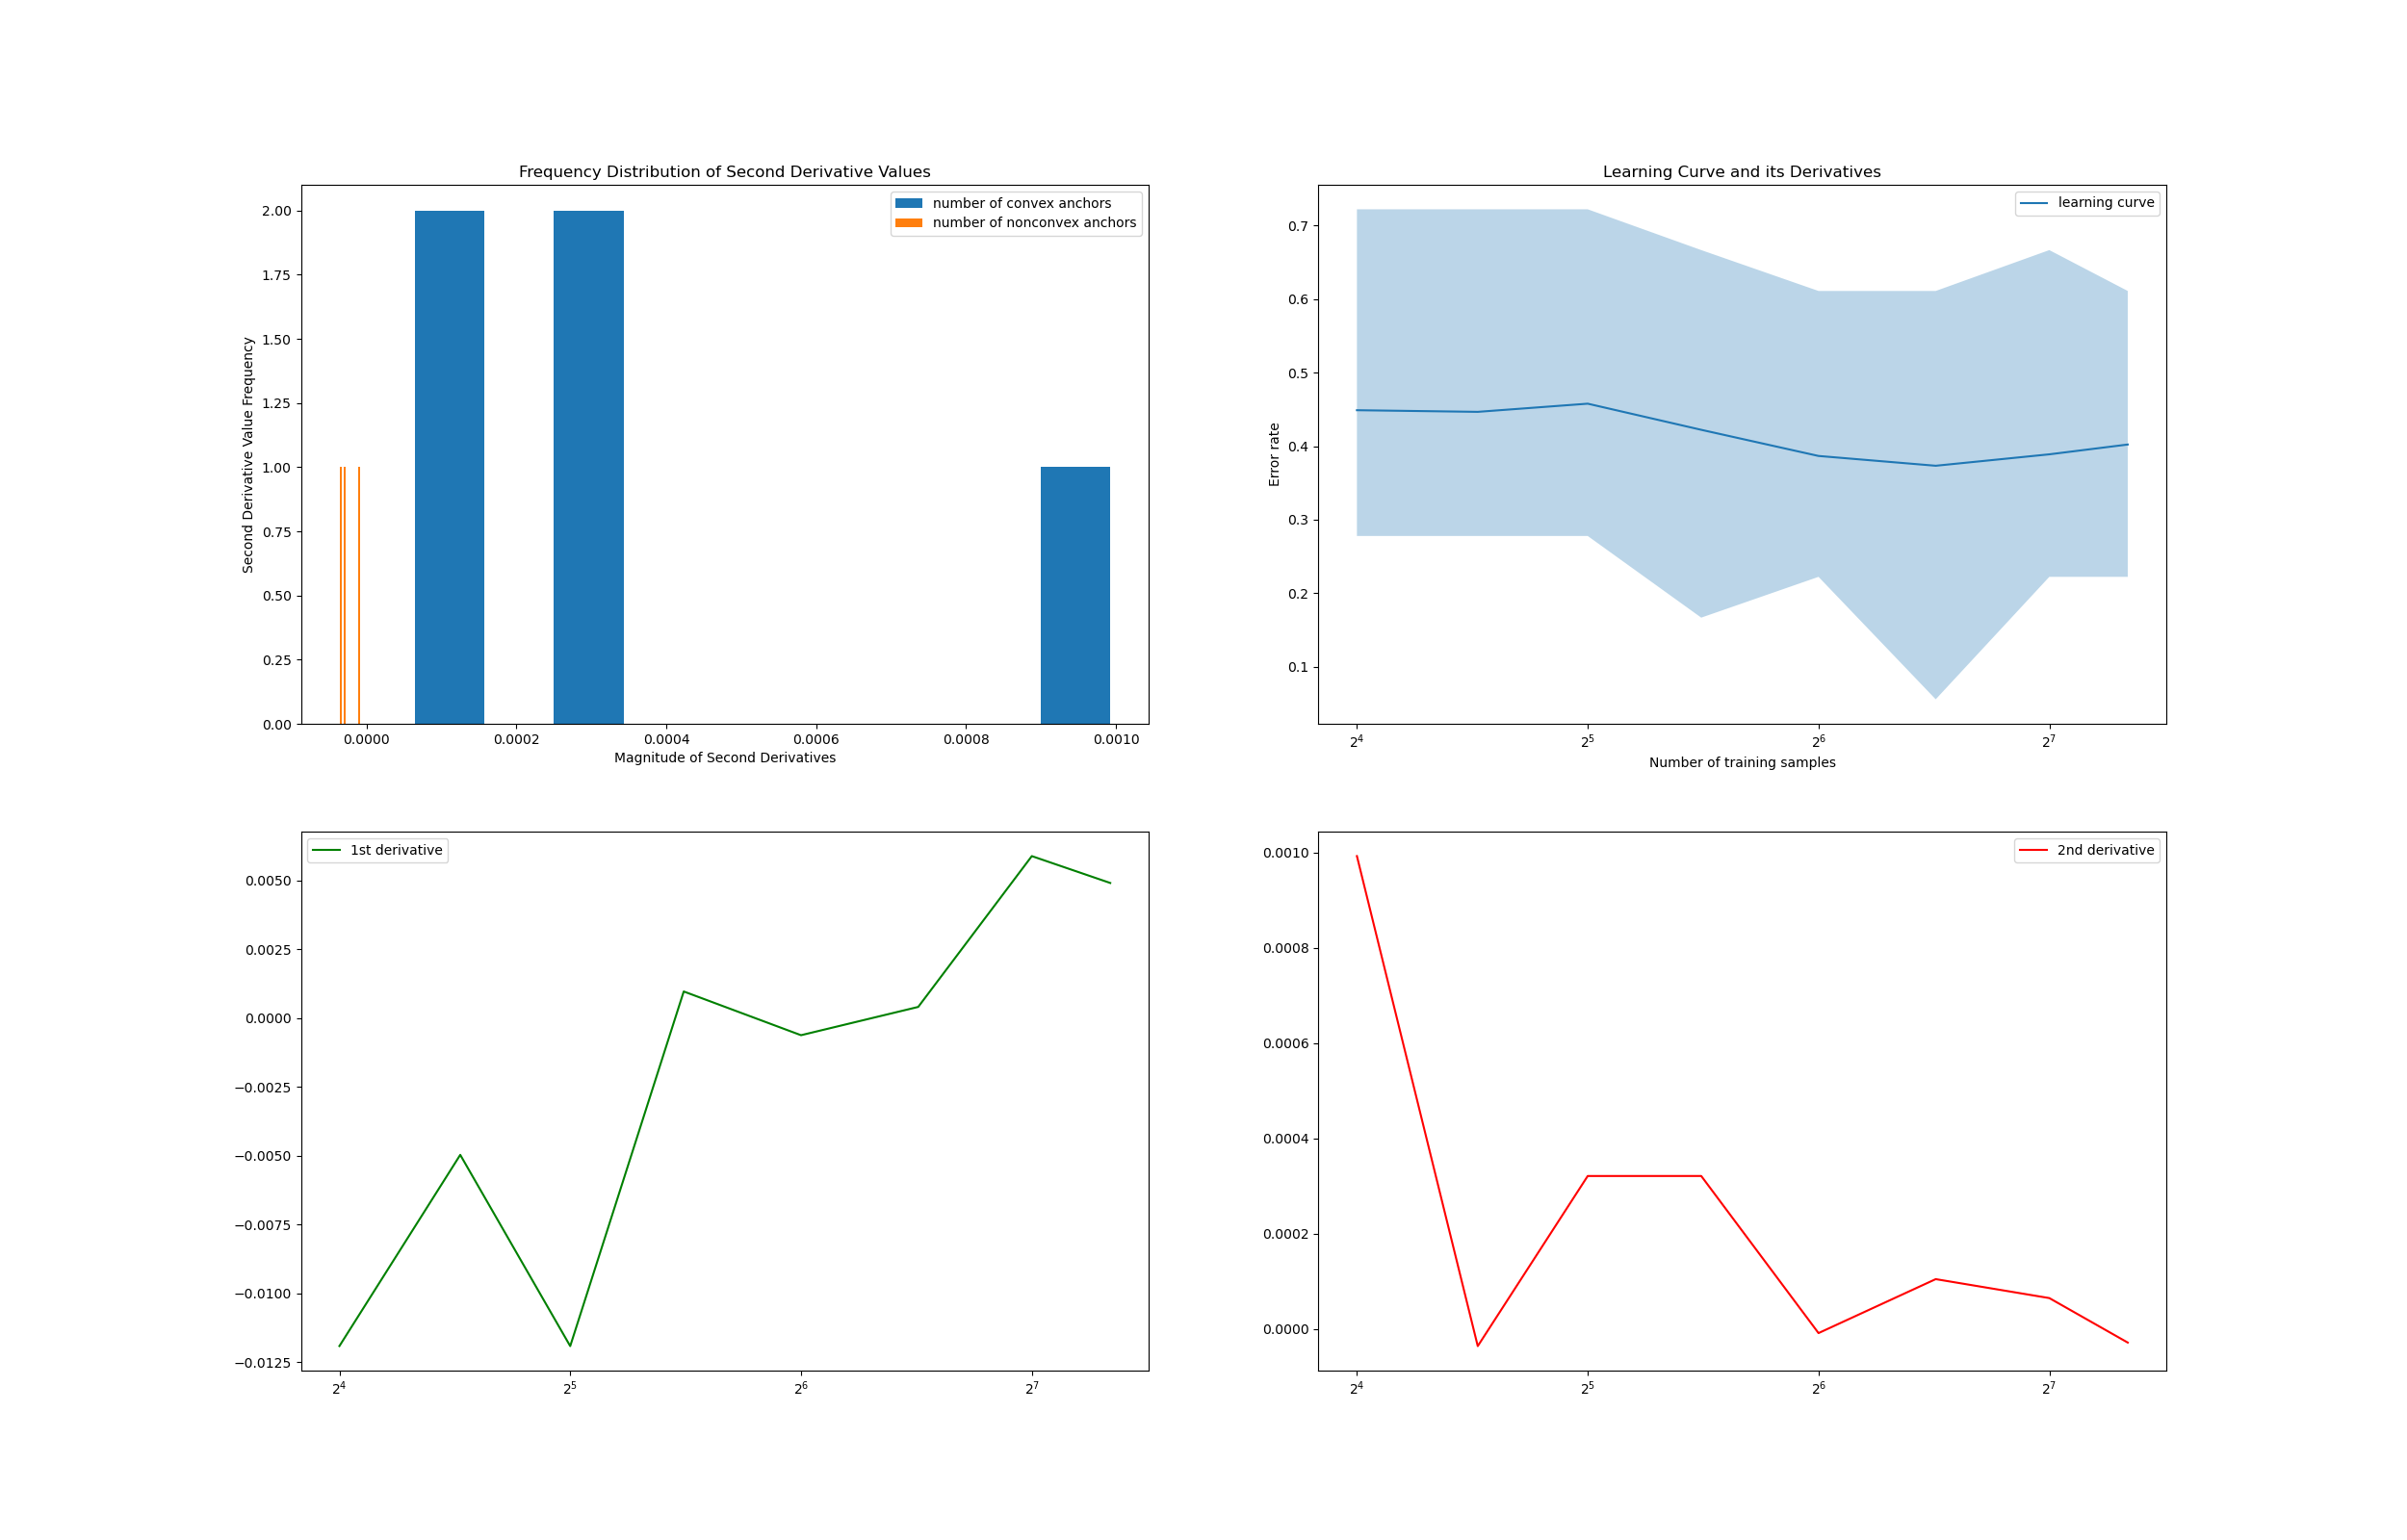 Frequency Distribution of Second Derivative Values
number of convex anchors
number of nonconvex anchors
2.00
1.75
1.50
1.25
1.00
0.75
0.50
0.25
0.00
Second Derivative Value Frequency
0.0000 0.0002 0.0004 0.0006 0.0008 0.0010
Magnitude of Second Derivatives
Learning Curve and its Derivatives
learning curve
0.7
0.6
0.5
0.4
0.3
0.2
0.1
Error rate
2⁴ 2⁵ 2⁶ 2⁷
Number of training samples
1st derivative
0.0050
0.0025
0.0000
−0.0025
−0.0050
−0.0075
−0.0100
−0.0125
2⁴ 2⁵ 2⁶ 2⁷
2nd derivative
0.0010
0.0008
0.0006
0.0004
0.0002
0.0000
2⁴ 2⁵ 2⁶ 2⁷